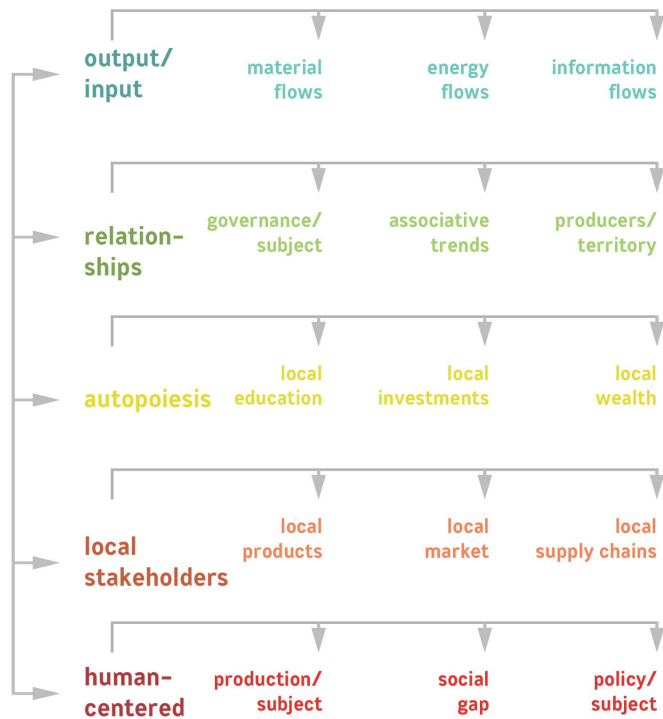 output/
input
material
flows
energy
flows
information
flows
relation-
ships
governance/
subject
associative
trends
producers/
territory
autopoiesis
local
education
local
investments
local
wealth
local
stakeholders
local
products
local
market
local
supply chains
human-
centered
production/
subject
social
gap
policy/
subject